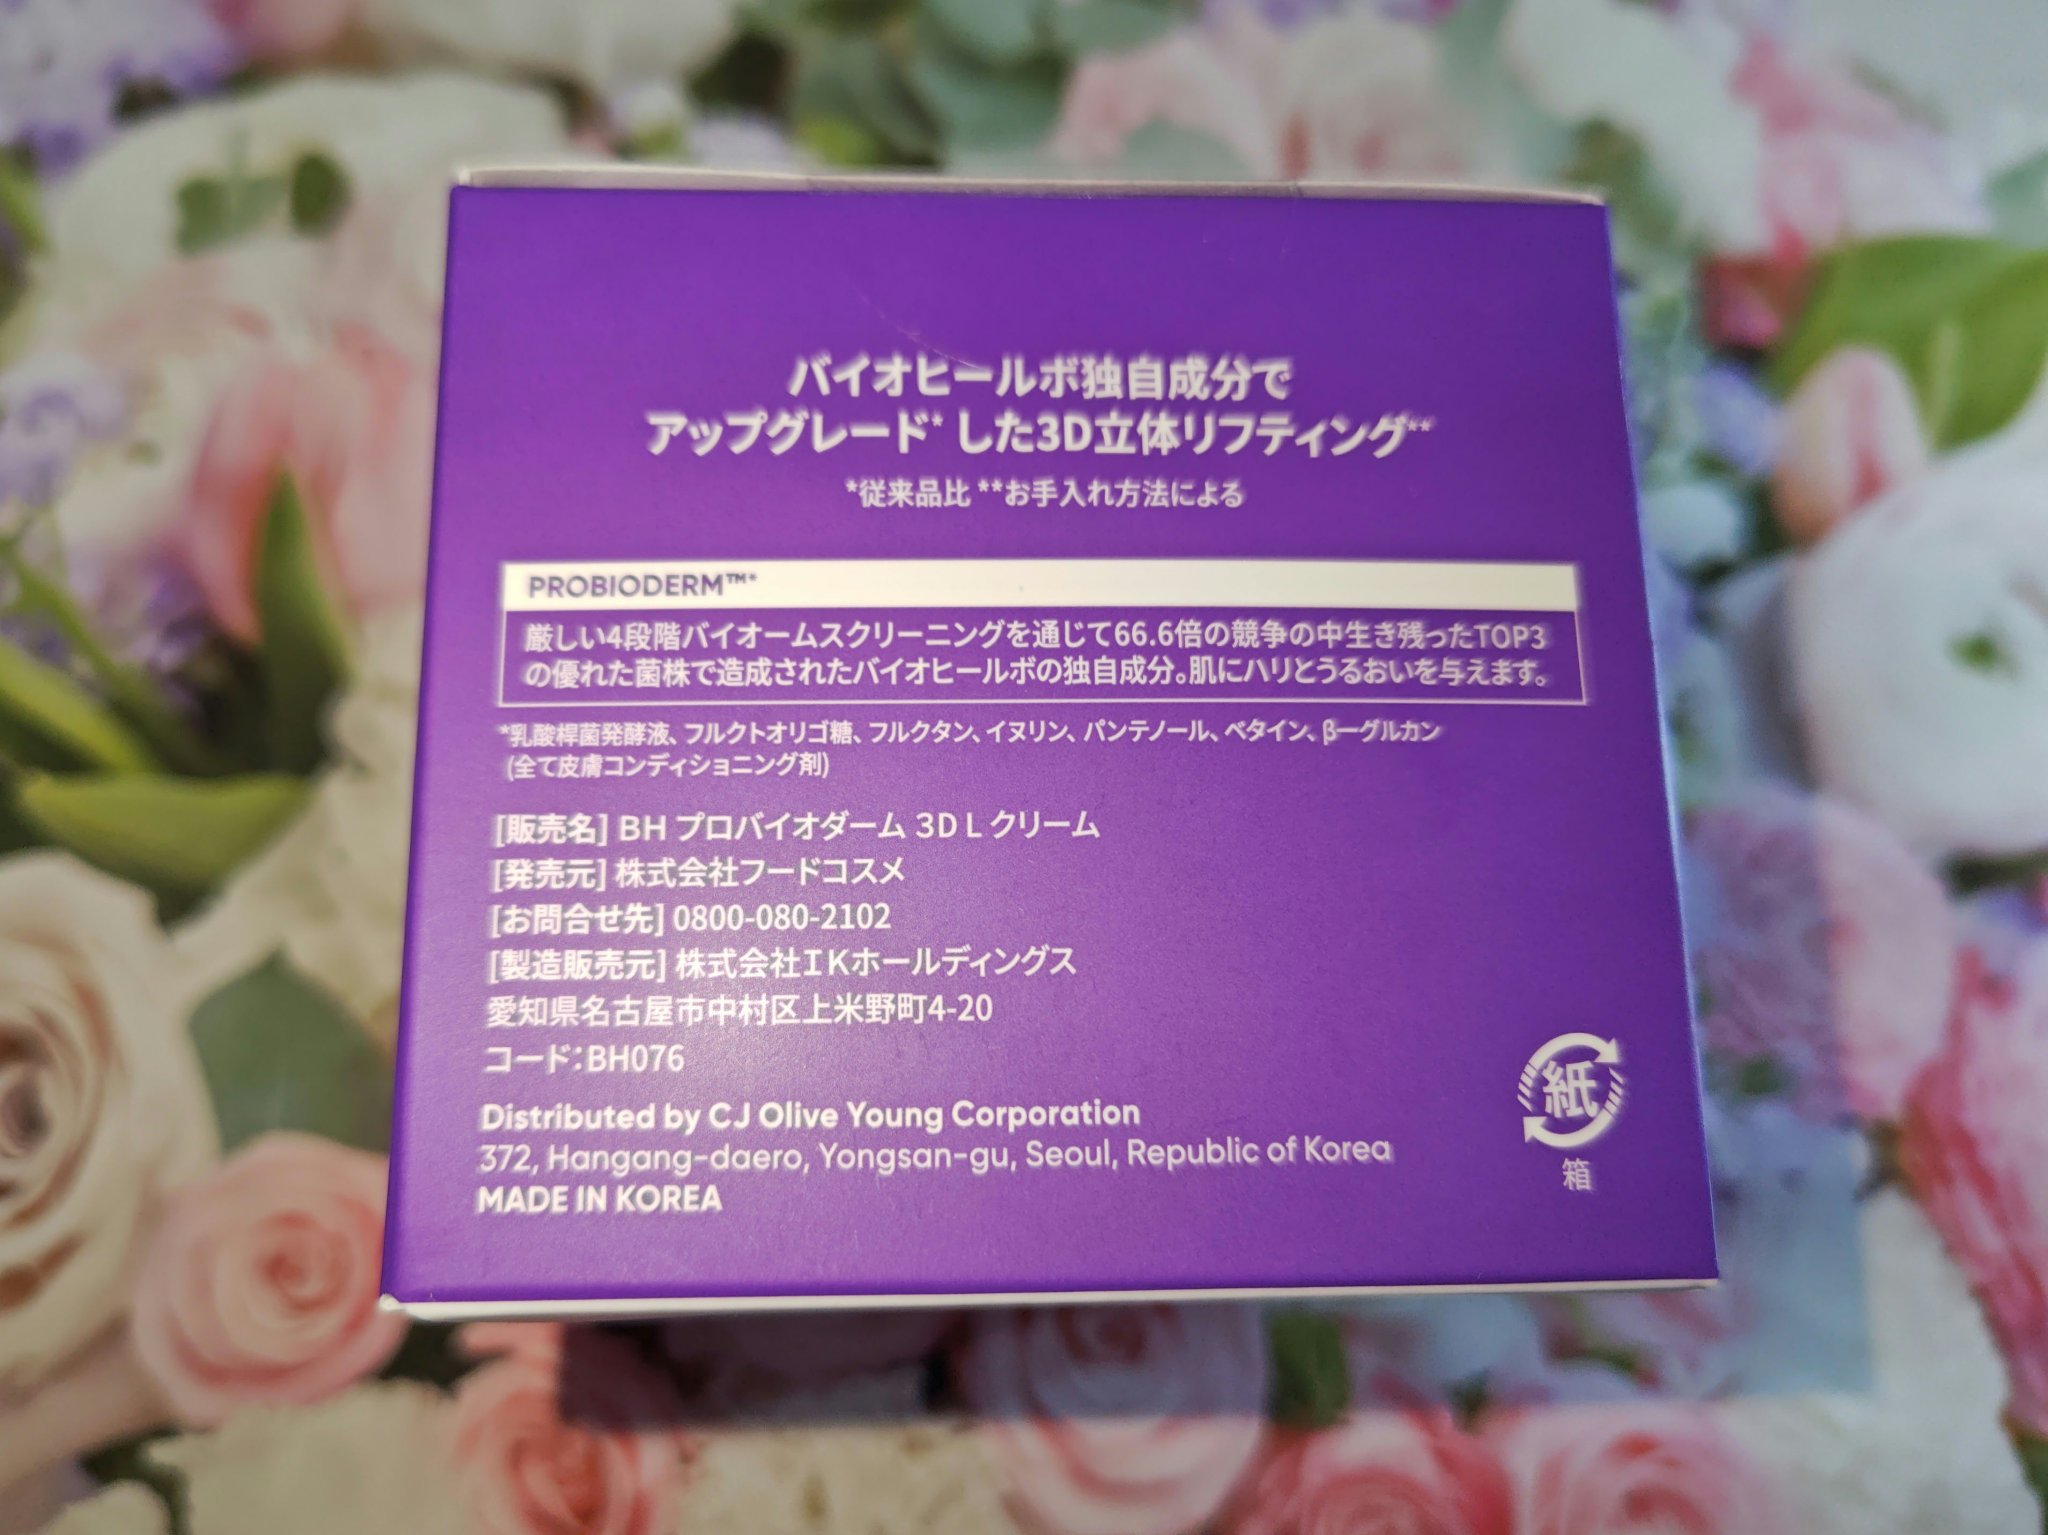 バイオヒールボ独自成分で
アップグレード*した3D立体リフティング**
*従来品比 **お手入れ方法による
PROBIODERM™*
厳しい4段階バイオームスクリーニングを通じて66.6倍の競争の中生き残ったTOP3
の優れた菌株で造成されたバイオヒールボの独自成分。肌にハリとうるおいを与えます。
*乳酸桿菌発酵液、フルクトオリゴ糖、フルクタン、イヌリン、パンテノール、ベタイン、β－グルカン
(全て皮膚コンディショニング剤)
[販売名] BH プロバイオダーム 3D L クリーム
[発売元] 株式会社フードコスメ
[お問合せ先] 0800-080-2102
[製造販売元] 株式会社ＩＫホールディングス
愛知県名古屋市中村区上米野町4-20
コード：BH076
Distributed by CJ Olive Young Corporation
372, Hangang-daero, Yongsan-gu, Seoul, Republic of Korea
MADE IN KOREA
紙
箱